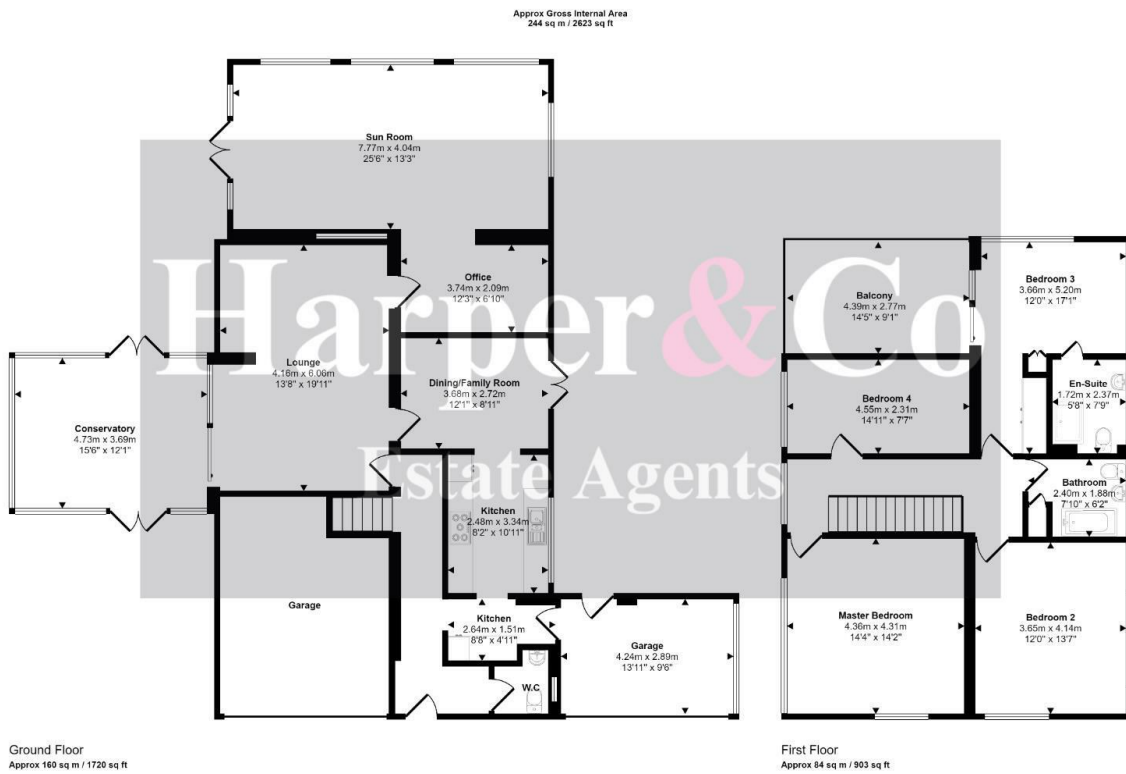 Approx Gross Internal Area
244 sq m / 2623 sq ft
Sun Room
7.77m x 4.04m
25'6" x 13'3"
Office
3.74m x 2.09m
12'3" x 6'10"
Lounge
4.16m x 6.06m
13'8" x 19'11"
Dining/Family Room
3.68m x 2.72m
12'1" x 8'11"
Conservatory
4.73m x 3.69m
15'6" x 12'1"
Kitchen
2.48m x 3.34m
8'2" x 10'11"
Garage
Kitchen
2.64m x 1.51m
8'8" x 4'11"
Garage
4.24m x 2.89m
13'11" x 9'6"
W.C
Ground Floor
Approx 160 sq m / 1720 sq ft
Balcony
4.39m x 2.77m
14'5" x 9'1"
Bedroom 3
3.66m x 5.20m
12'0" x 17'1"
Bedroom 4
4.55m x 2.31m
14'11" x 7'7"
En-Suite
1.72m x 2.37m
5'8" x 7'9"
Bathroom
2.40m x 1.88m
7'10" x 6'2"
Master Bedroom
4.36m x 4.31m
14'4" x 14'2"
Bedroom 2
3.65m x 4.14m
12'0" x 13'7"
First Floor
Approx 84 sq m / 903 sq ft
Harper&Co
Estate Agents